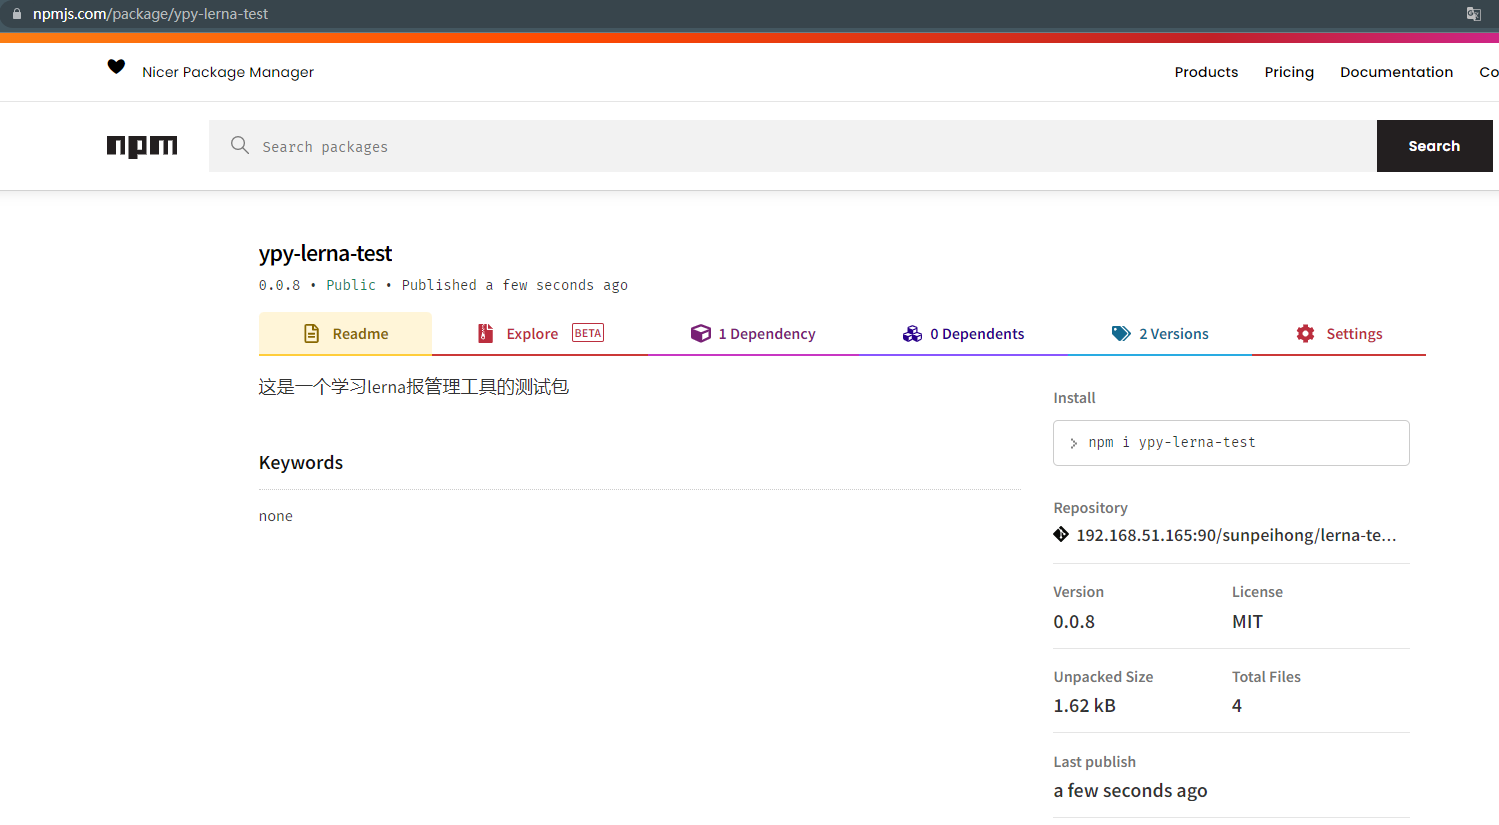 npmjs.com/package/ypy-lerna-test
Nicer Package Manager
Products Pricing Documentation Co
npm
Search packages
Search
ypy-lerna-test
0.0.8 • Public • Published a few seconds ago
Readme
Explore BETA
1 Dependency
0 Dependents
2 Versions
Settings
这是一个学习lerna报管理工具的测试包
Keywords
none
Install
npm i ypy-lerna-test
Repository
192.168.51.165:90/sunpeihong/lerna-te...
Version
0.0.8
License
MIT
Unpacked Size
1.62 kB
Total Files
4
Last publish
a few seconds ago